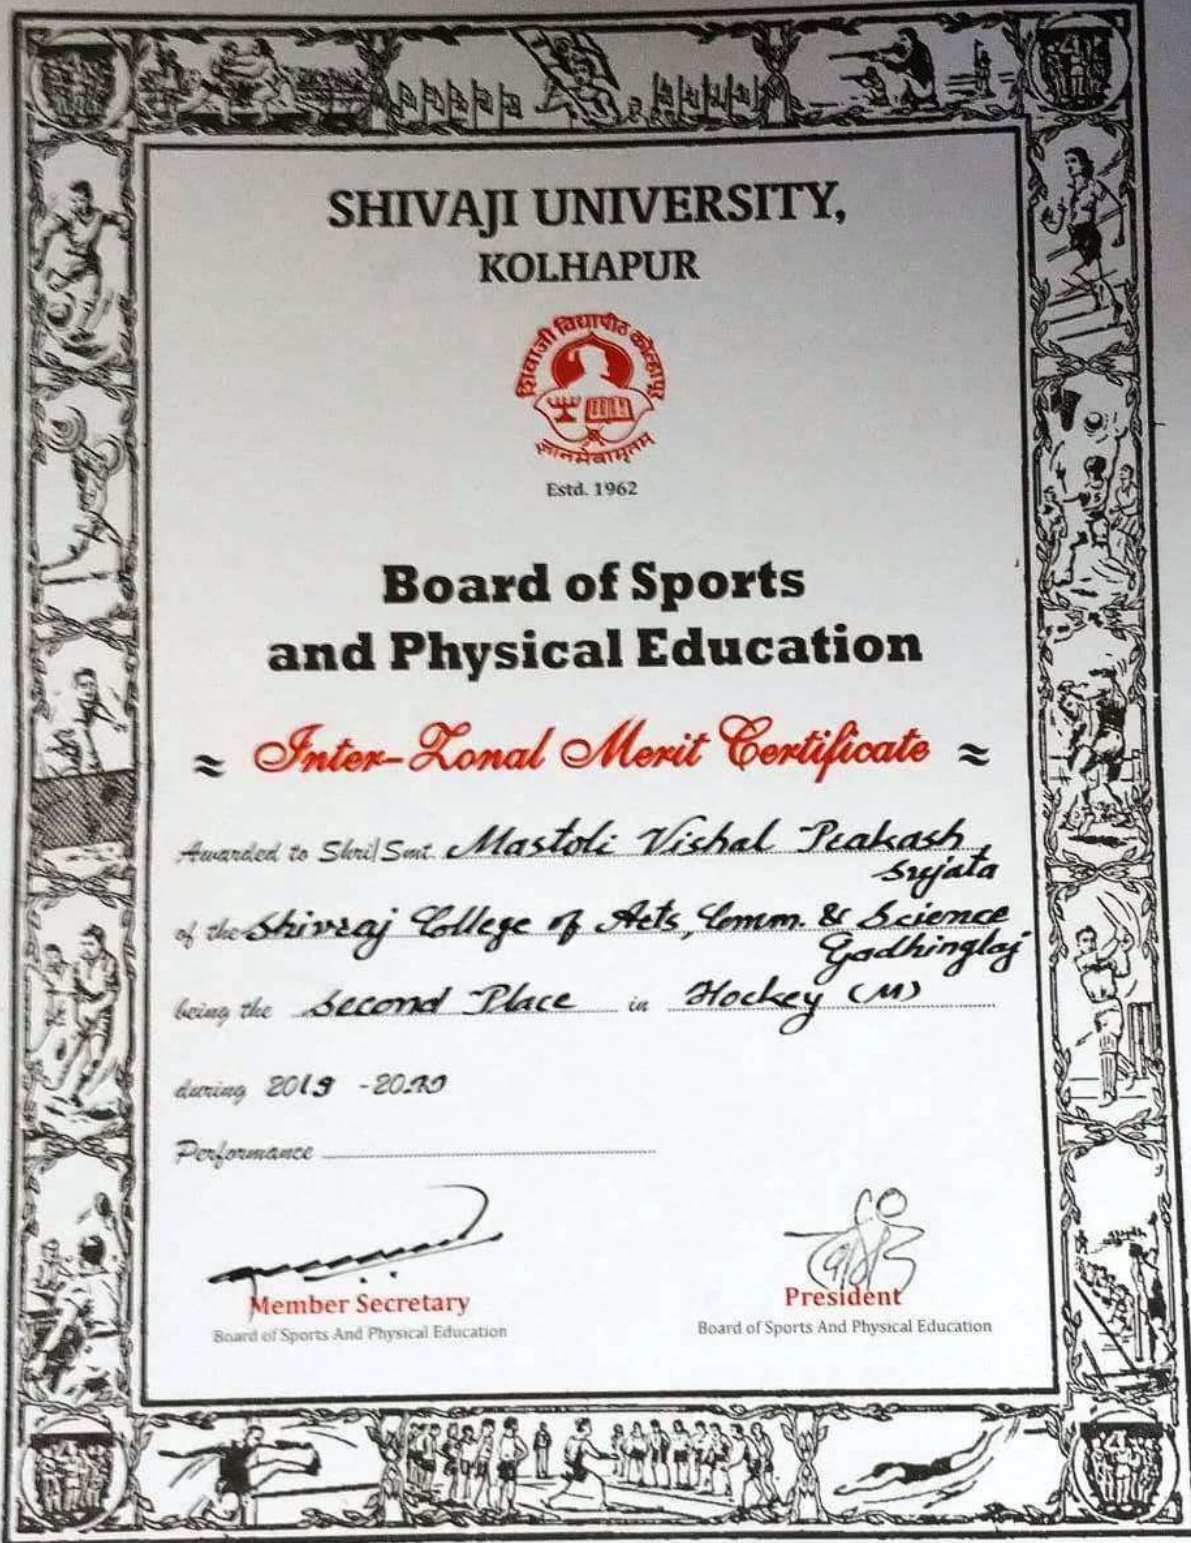 SHIVAJI UNIVERSITY,
KOLHAPUR
शिवाजी विद्यापीठ कोल्हापूर
ज्ञानमेवामृतम
Estd. 1962
Board of Sports
and Physical Education
≈ Inter-Zonal Merit Certificate ≈
Awarded to Shri/Smt. Mastoli Vishal Prakash
Sujata
of the Shivraj College of Arts, Comm. & Science
Gadhinglaj
being the Second Place in Hockey (M)
during 2019 - 2020
Performance
Member Secretary
Board of Sports And Physical Education
President
Board of Sports And Physical Education